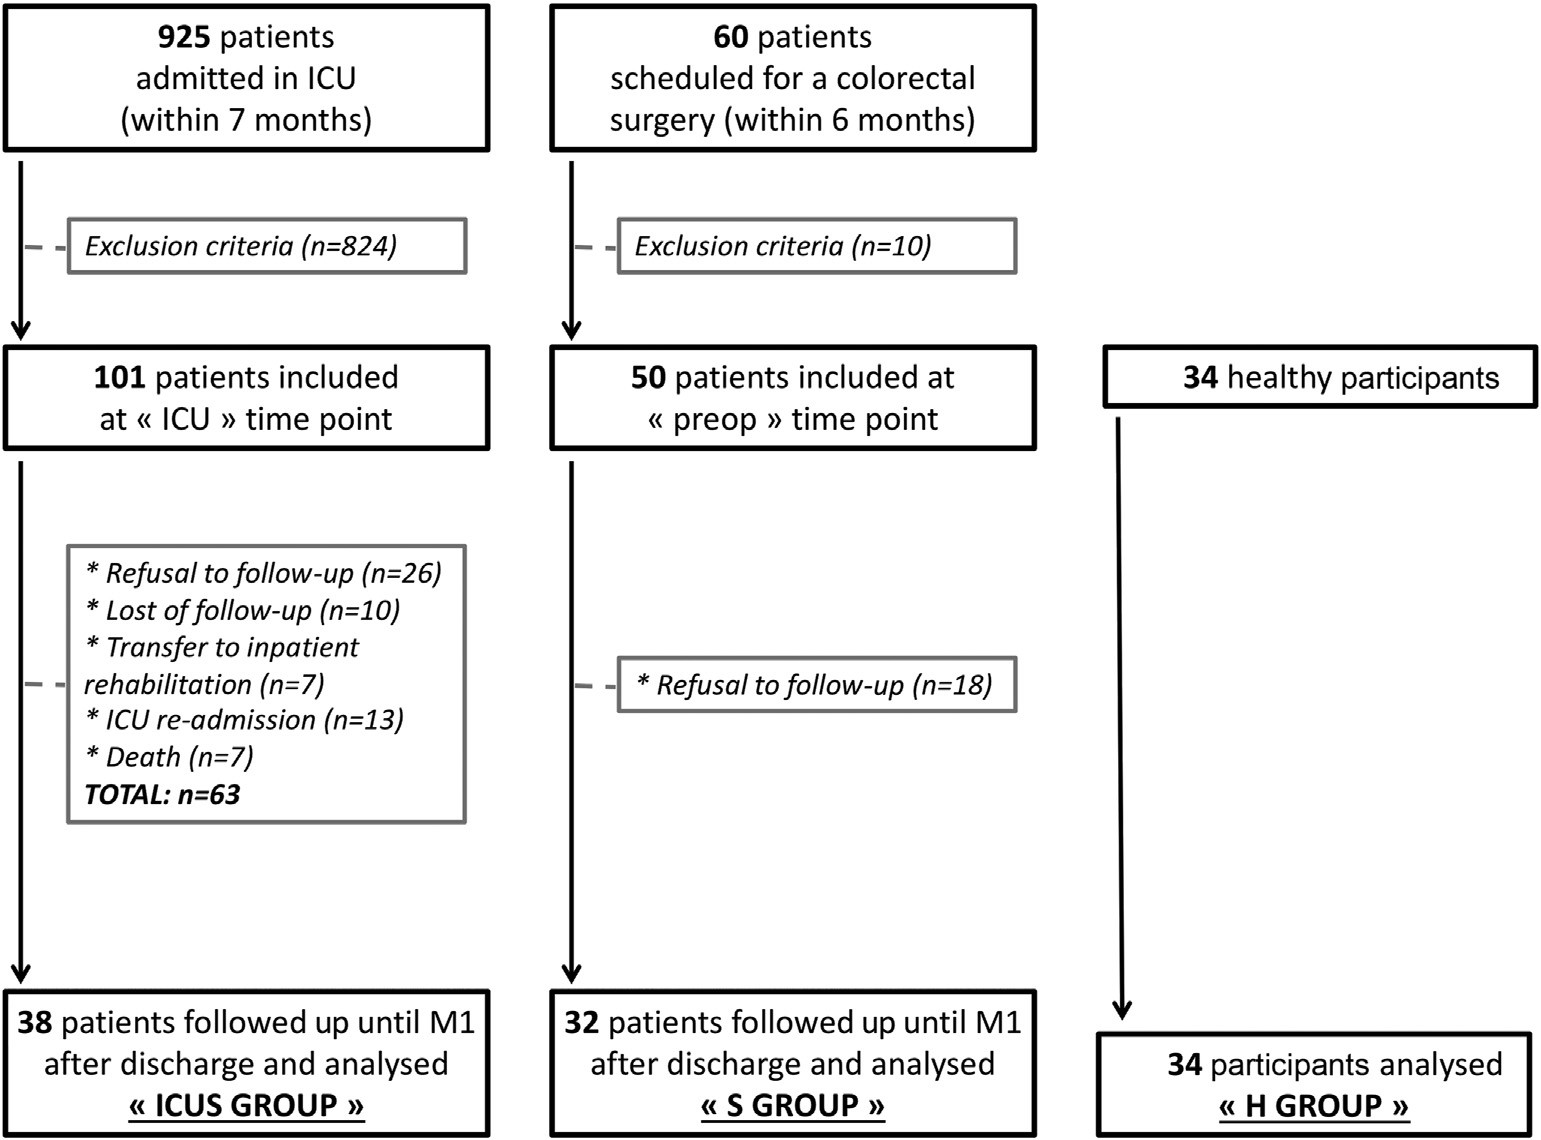 925 patients
admitted in ICU
(within 7 months)
60 patients
scheduled for a colorectal
surgery (within 6 months)
Exclusion criteria (n=824)
Exclusion criteria (n=10)
101 patients included
at « ICU » time point
50 patients included at
« preop » time point
34 healthy participants
* Refusal to follow-up (n=26)
* Lost of follow-up (n=10)
* Transfer to inpatient
rehabilitation (n=7)
* ICU re-admission (n=13)
* Death (n=7)
TOTAL: n=63
* Refusal to follow-up (n=18)
38 patients followed up until M1
after discharge and analysed
« ICUS GROUP »
32 patients followed up until M1
after discharge and analysed
« S GROUP »
34 participants analysed
« H GROUP »